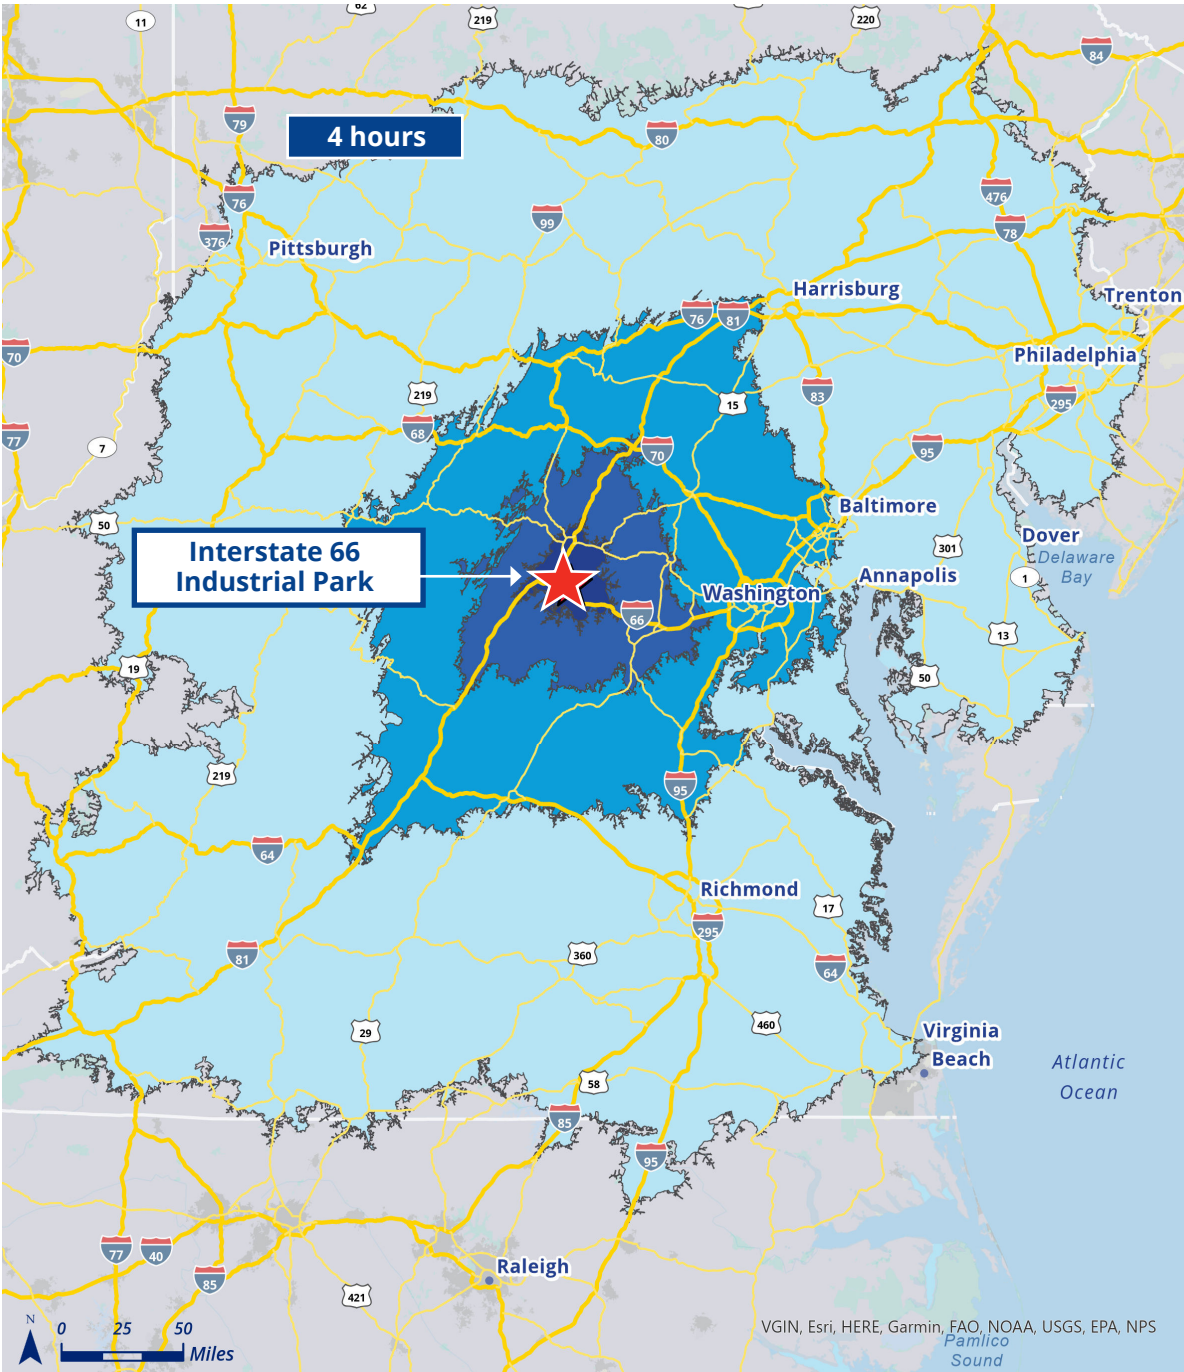 11
62
219
220
84
79
4 hours
80
76
476
99
376
78
Pittsburgh
Harrisburg
Trenton
76
81
70
Philadelphia
219
83
295
15
68
77
7
70
95
50
Baltimore
Interstate 66
Industrial Park
Dover
301
Delaware
Bay
Annapolis
1
Washington
66
13
19
50
219
95
64
Richmond
17
295
81
360
64
460
29
Virginia
Beach
Atlantic
Ocean
58
85
95
77
40
85
Raleigh
421
N
0 25 50
Miles
VGIN, Esri, HERE, Garmin, FAO, NOAA, USGS, EPA, NPS
Pamlico
Sound